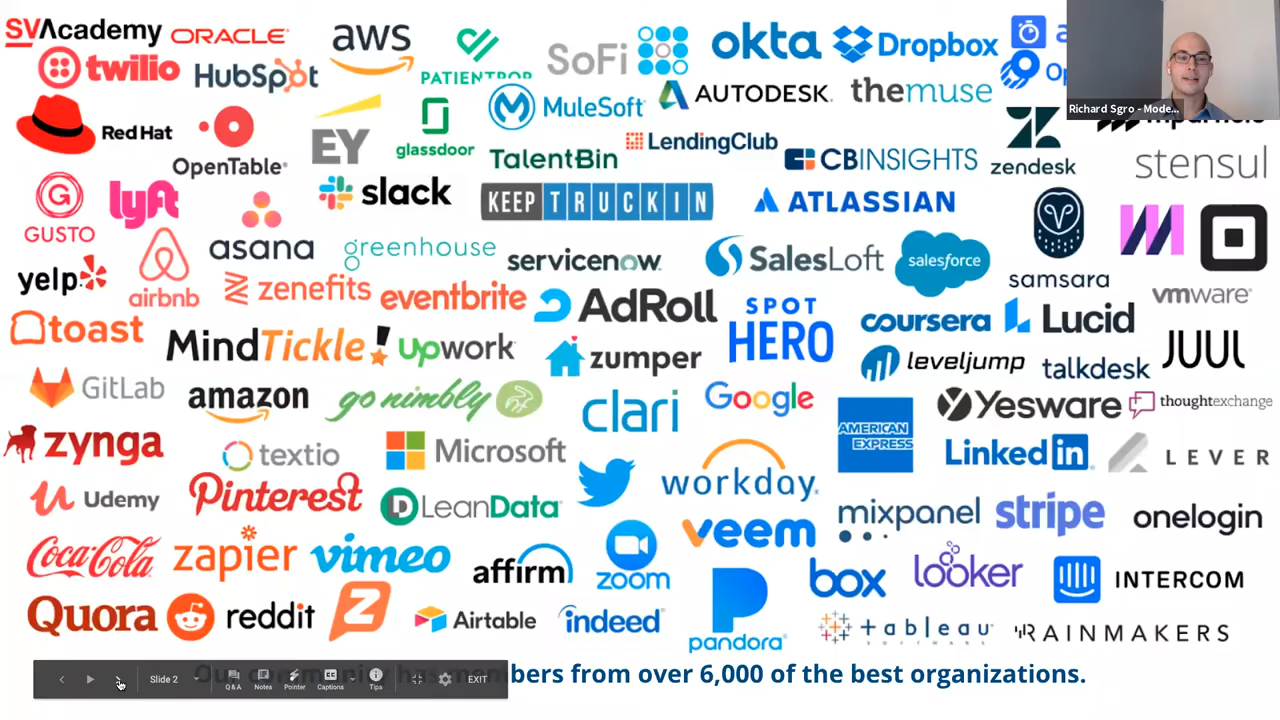 SVAcademy ORACLE aws SoFi okta Dropbox a
twilio HubSpot PATIENTPOP Op
AUTODESK. themuse
Richard Sgro - Mode...
Red Hat OpenTable EY glassdoor MuleSoft
TalentBin LendingClub CBINSIGHTS zendesk stensul
G GUSTO lyft slack KEEP TRUCKIN ATLASSIAN
asana greenhouse servicenow. SalesLoft salesforce samsara
yelp airbnb zenefits eventbrite AdRoll SPOT HERO vmware
toast MindTickle! upwork zumper coursera Lucid JUUL
leveljump talkdesk
GitLab amazon go nimbly clari Google AMERICAN EXPRESS Yesware thoughtexchange
zynga textio Microsoft workday. LinkedIn LEVER
Udemy Pinterest LeanData mixpanel stripe onelogin
Coca-Cola zapier vimeo affirm zoom veem box looker INTERCOM
Quora reddit Airtable indeed pandora tableau SOFTWARE RAINMAKERS
bers from over 6,000 of the best organizations.
Slide 2 Q&A Notes Pointer Captions Tips EXIT